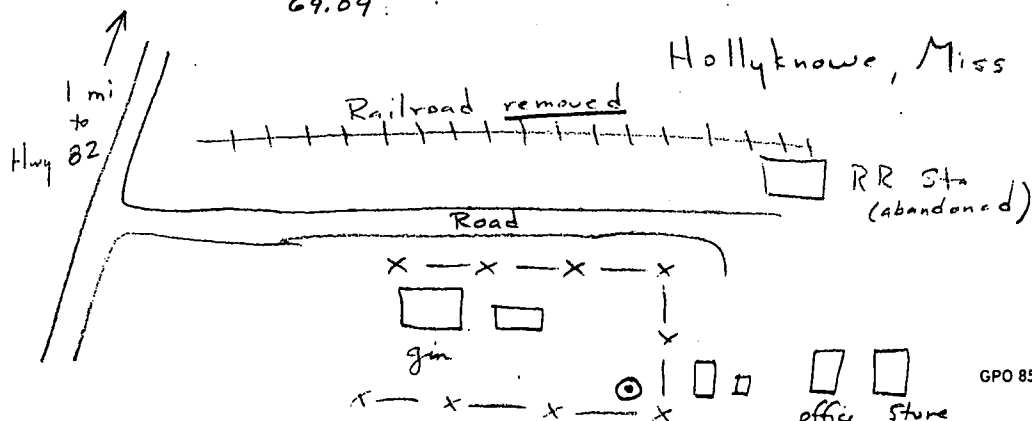 69.09
Hollyknowe, Miss
1 mi
to
Hwy 82
Railroad removed
RR Sta
(abandoned)
Road
gin
GPO 85
office Store